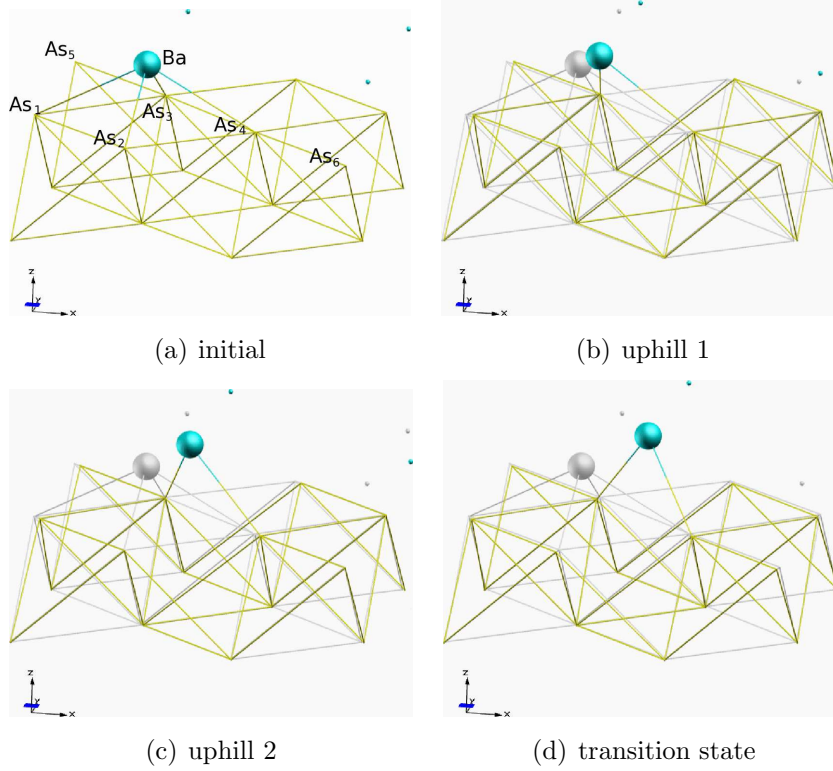 As₅ Ba
As₁ As₃
As₂ As₄
As₆
z
Y
x
(a) initial
z
Y
x
(b) uphill 1
z
Y
x
(c) uphill 2
z
Y
x
(d) transition state